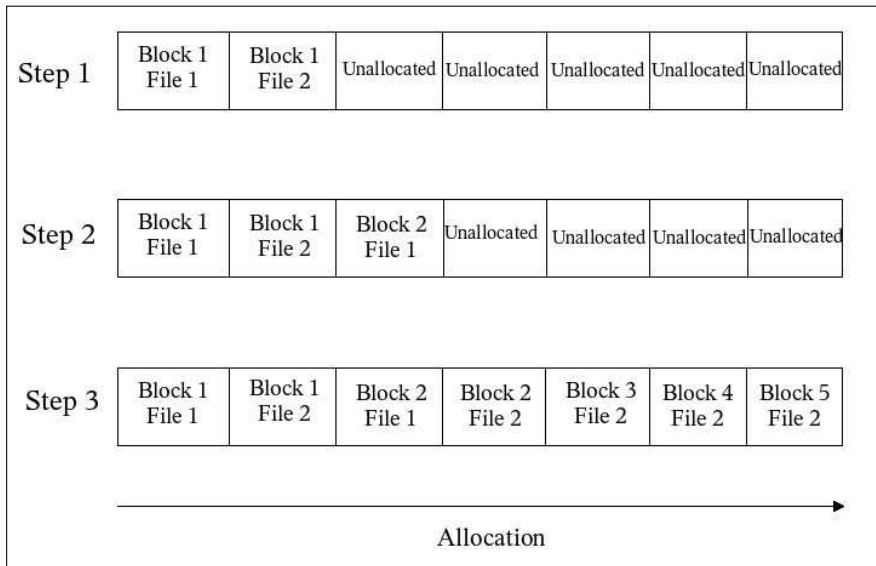 Step 1
Block 1
File 1
Block 1
File 2
Unallocated
Unallocated
Unallocated
Unallocated
Unallocated
Step 2
Block 1
File 1
Block 1
File 2
Block 2
File 1
Unallocated
Unallocated
Unallocated
Unallocated
Step 3
Block 1
File 1
Block 1
File 2
Block 2
File 1
Block 2
File 2
Block 3
File 2
Block 4
File 2
Block 5
File 2
Allocation